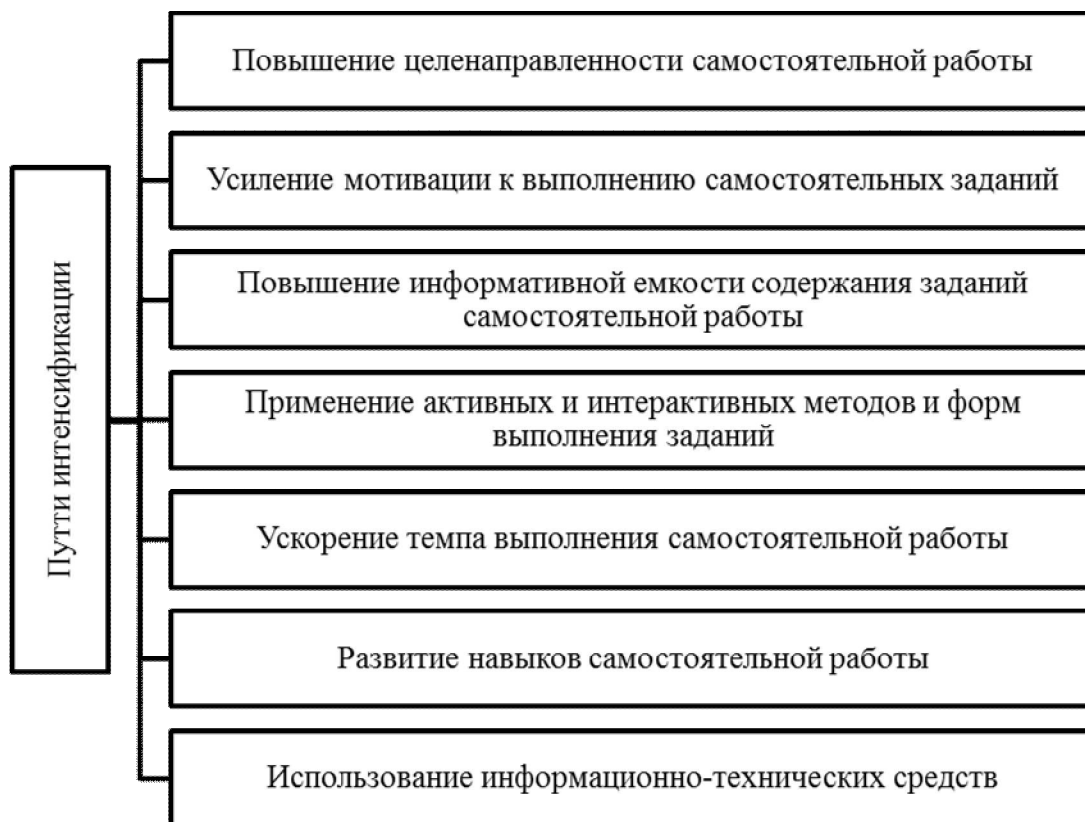 Путти интенсификации
Повышение целенаправленности самостоятельной работы
Усиление мотивации к выполнению самостоятельных заданий
Повышение информативной емкости содержания заданий
самостоятельной работы
Применение активных и интерактивных методов и форм
выполнения заданий
Ускорение темпа выполнения самостоятельной работы
Развитие навыков самостоятельной работы
Использование информационно-технических средств